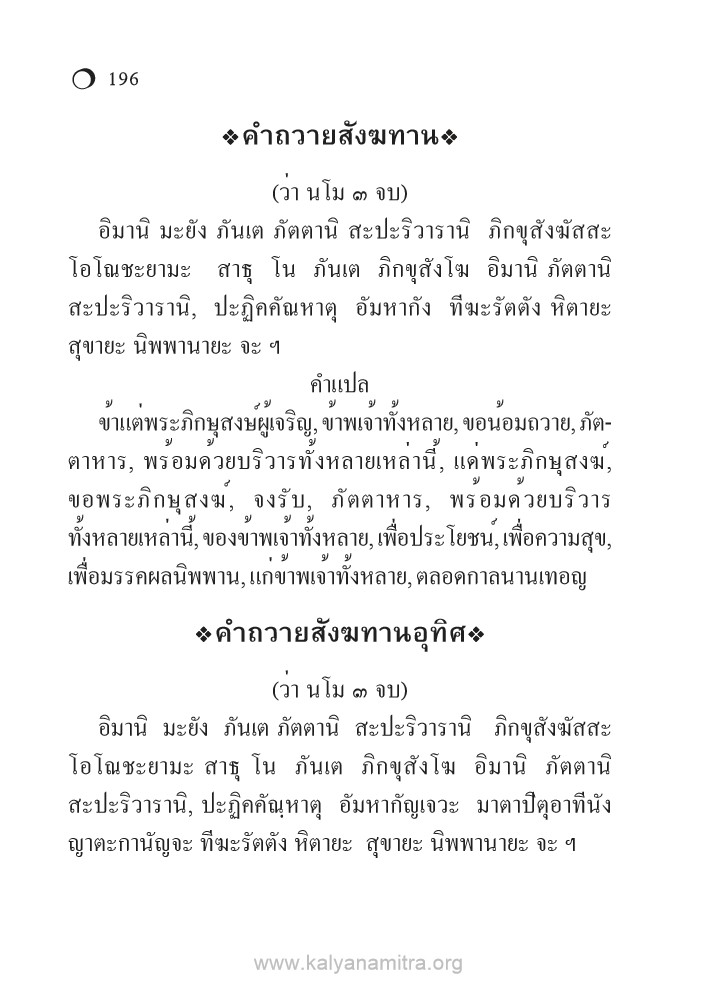 196
❖คำถวายสังฆทาน❖
(ว่า นโม ๓ จบ)
อิมานิ มะยัง ภันเต ภัตตานิ สะปะริวารานิ ภิกขุสังฆัสสะ
โอโณชะยามะ สาธุ โน ภันเต ภิกขุสังโฆ อิมานิ ภัตตานิ
สะปะริวารานิ, ปะฏิคคัณหาตุ อัมหากัง ทีฆะรัตตัง หิตายะ
สุขายะ นิพพานายะ จะ ฯ
คำแปล
ข้าแต่พระภิกษุสงษ์ผู้เจริญ, ข้าพเจ้าทั้งหลาย, ขอน้อมถวาย, ภัต-
ตาหาร, พร้อมด้วยบริวารทั้งหลายเหล่านี้, แด่พระภิกษุสงฆ์,
ขอพระภิกษุสงฆ์, จงรับ, ภัตตาหาร, พร้อมด้วยบริวาร
ทั้งหลายเหล่านี้, ของข้าพเจ้าทั้งหลาย, เพื่อประโยชน์, เพื่อความสุข,
เพื่อมรรคผลนิพพาน, แก่ข้าพเจ้าทั้งหลาย, ตลอดกาลนานเทอญ
❖คำถวายสังฆทานอุทิศ❖
(ว่า นโม ๓ จบ)
อิมานิ มะยัง ภันเต ภัตตานิ สะปะริวารานิ ภิกขุสังฆัสสะ
โอโณชะยามะ สาธุ โน ภันเต ภิกขุสังโฆ อิมานิ ภัตตานิ
สะปะริวารานิ, ปะฏิคคัณฺหาตุ อัมหากัญเจวะ มาตาปิตุอาทีนัง
ญาตะกานัญจะ ทีฆะรัตตัง หิตายะ สุขายะ นิพพานายะ จะ ฯ
www.kalyanamitra.org